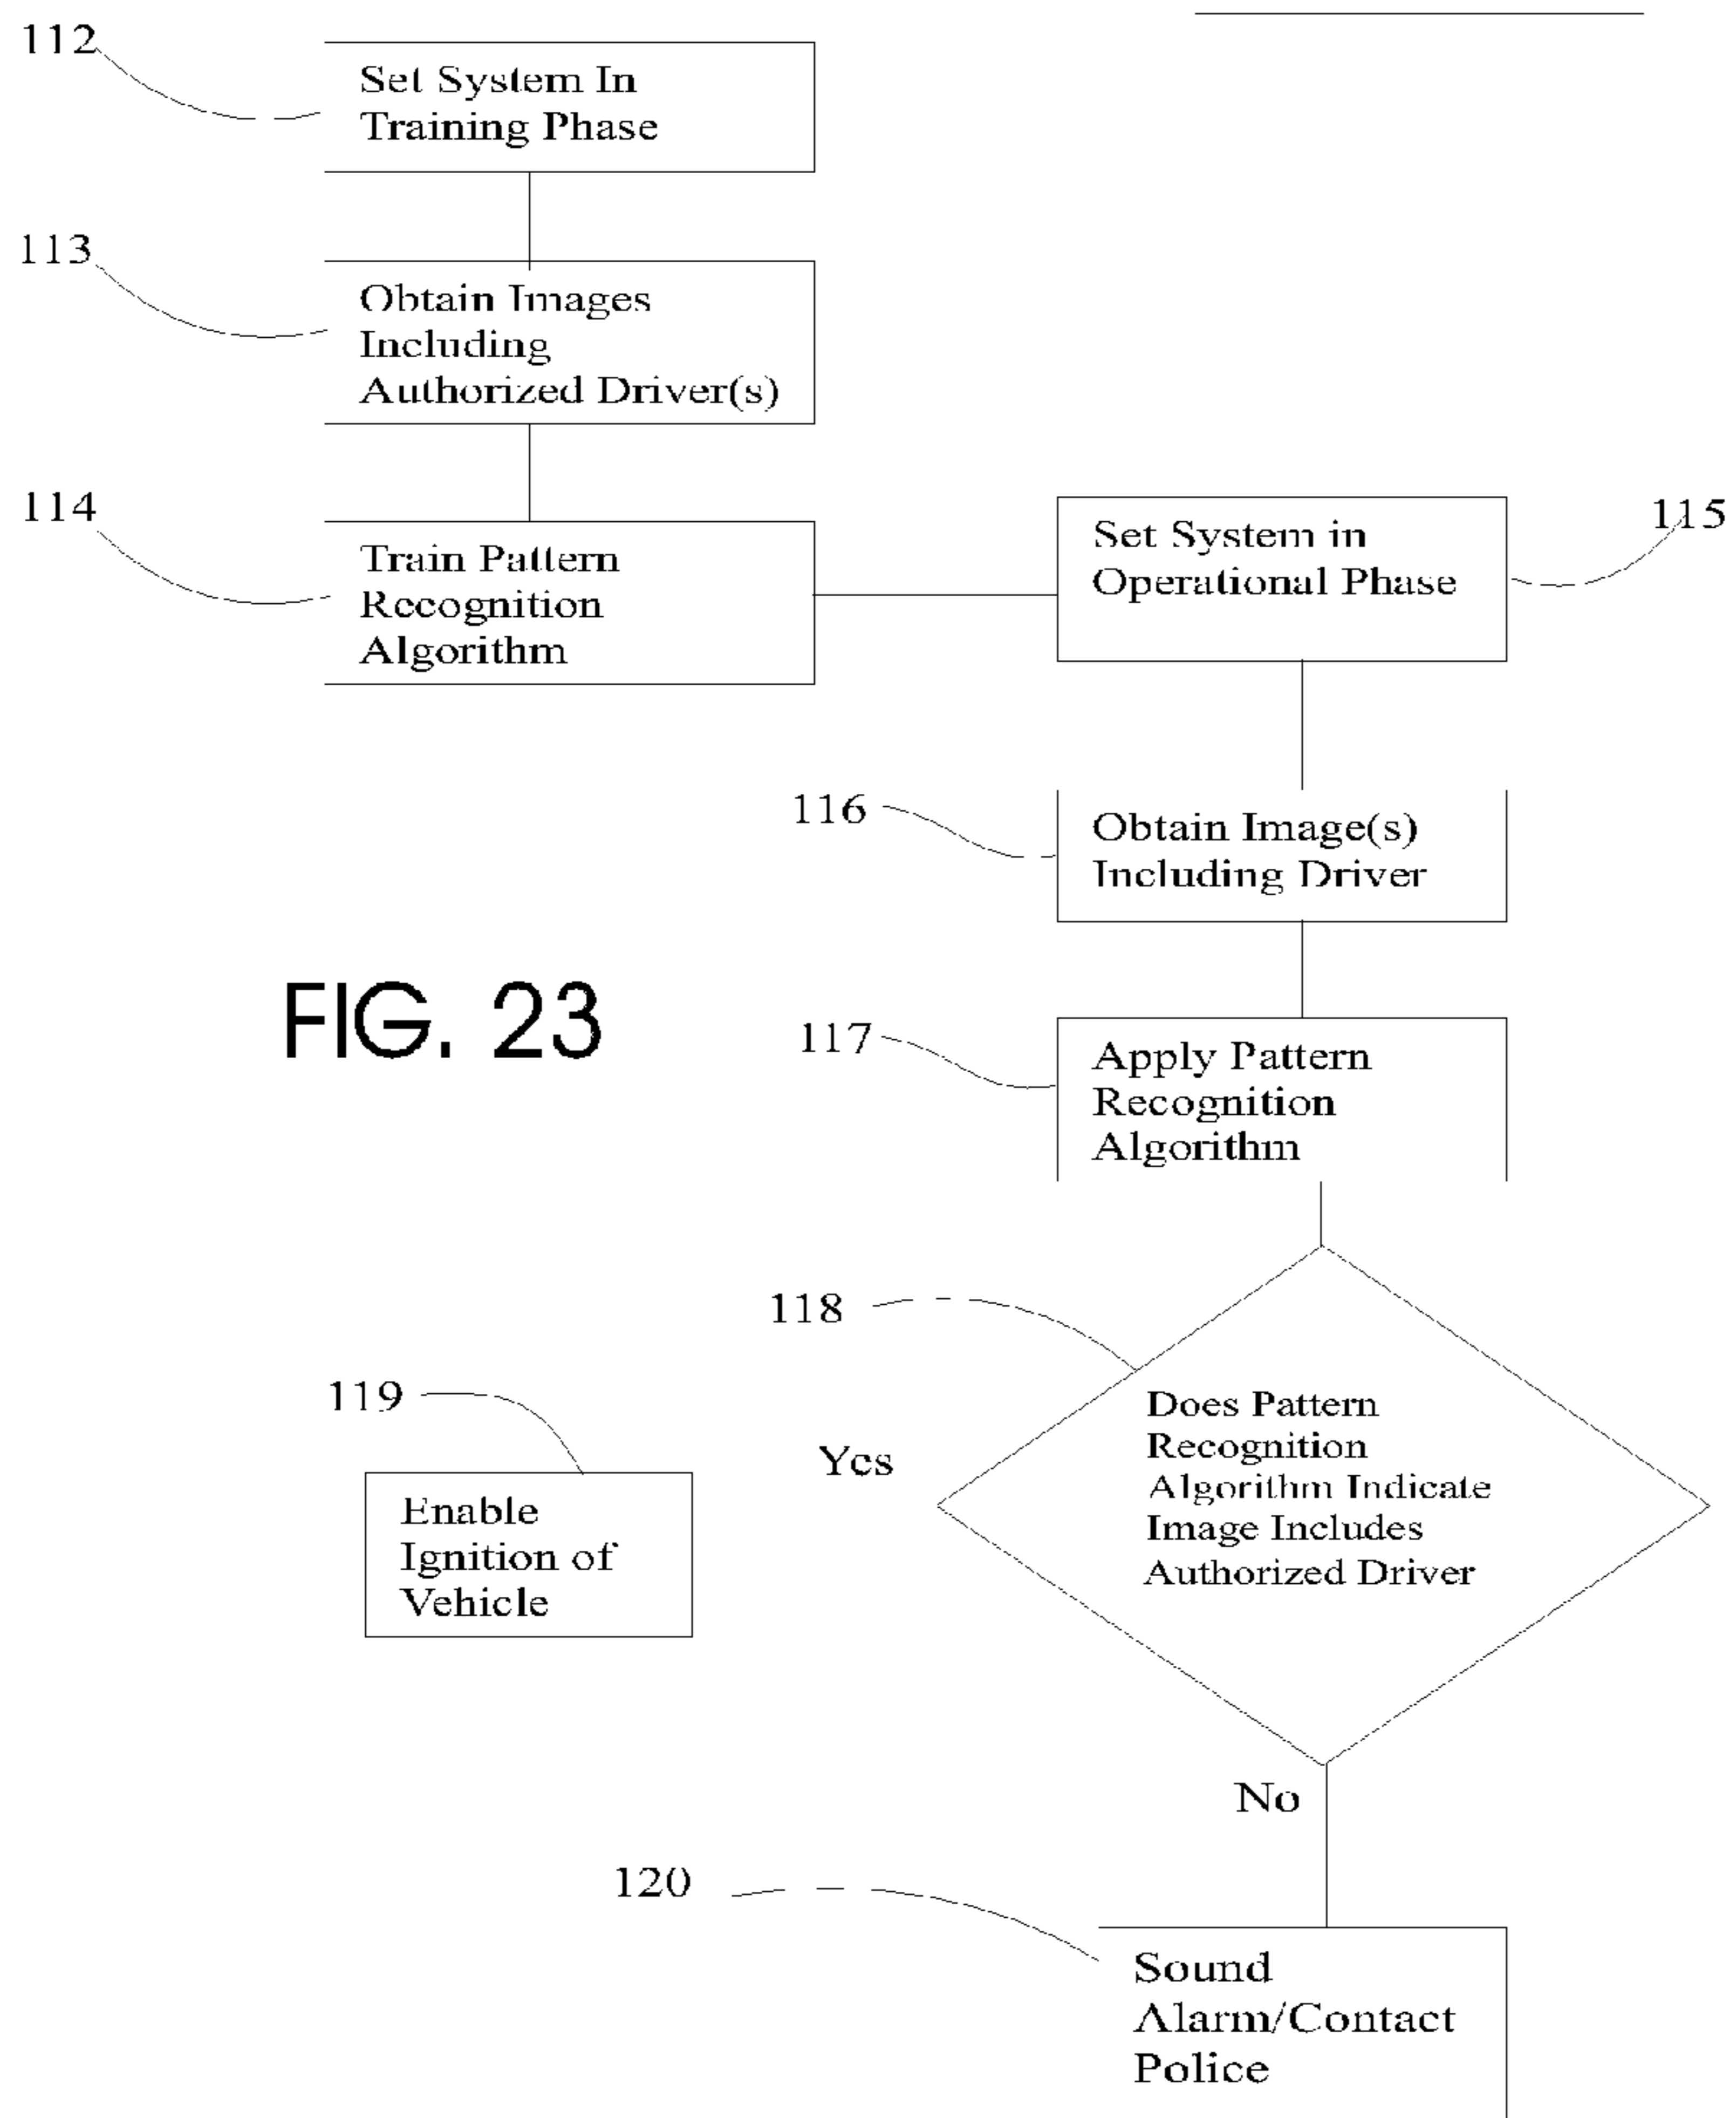 112
Set System In
Training Phase
113
Obtain Images
Including
Authorized Driver(s)
114
Train Pattern
Recognition
Algorithm
115
Set System in
Operational Phase
116
Obtain Image(s)
Including Driver
FIG. 23
117
Apply Pattern
Recognition
Algorithm
118
Does Pattern
Recognition
Algorithm Indicate
Image Includes
Authorized Driver
Yes
119
Enable
Ignition of
Vehicle
No
120
Sound
Alarm/Contact
Police